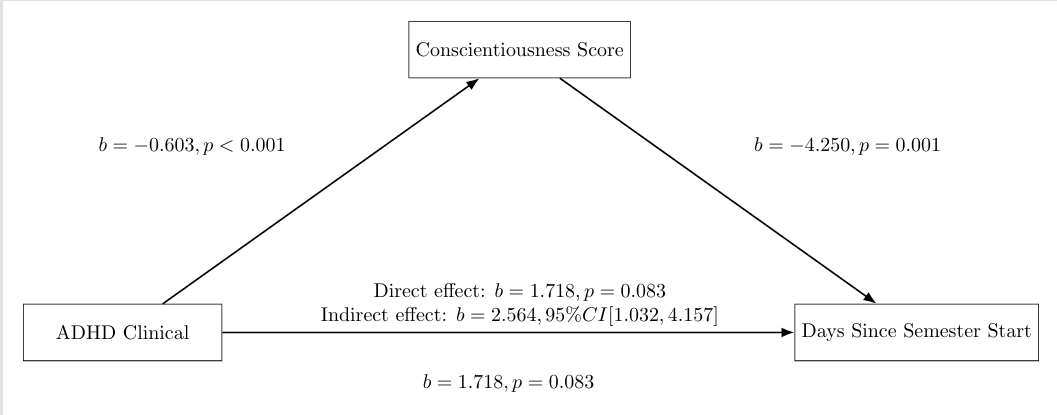 Conscientiousness Score
b = −0.603, p < 0.001
b = −4.250, p = 0.001
Direct effect: b = 1.718, p = 0.083
Indirect effect: b = 2.564, 95%CI[1.032, 4.157]
ADHD Clinical
Days Since Semester Start
b = 1.718, p = 0.083